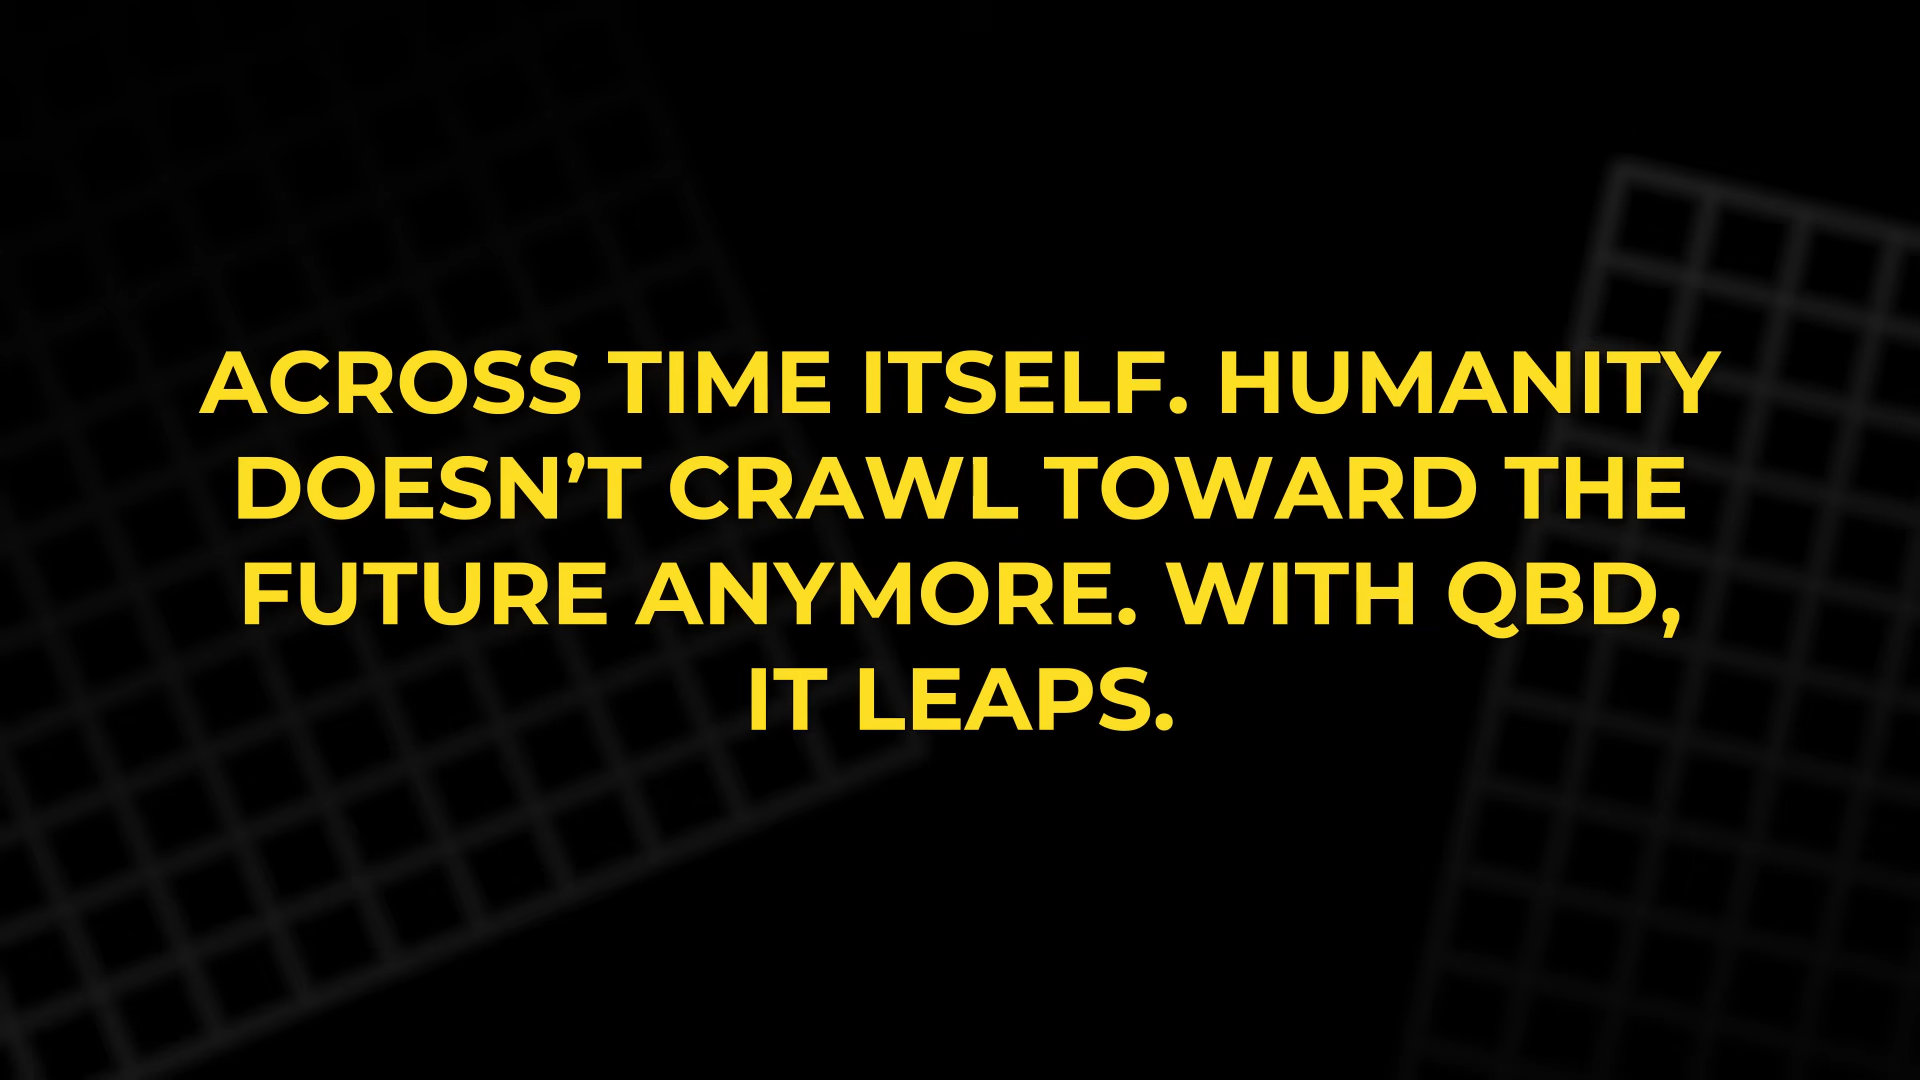 ACROSS TIME ITSELF. HUMANITY
DOESN’T CRAWL TOWARD THE
FUTURE ANYMORE. WITH QBD,
IT LEAPS.